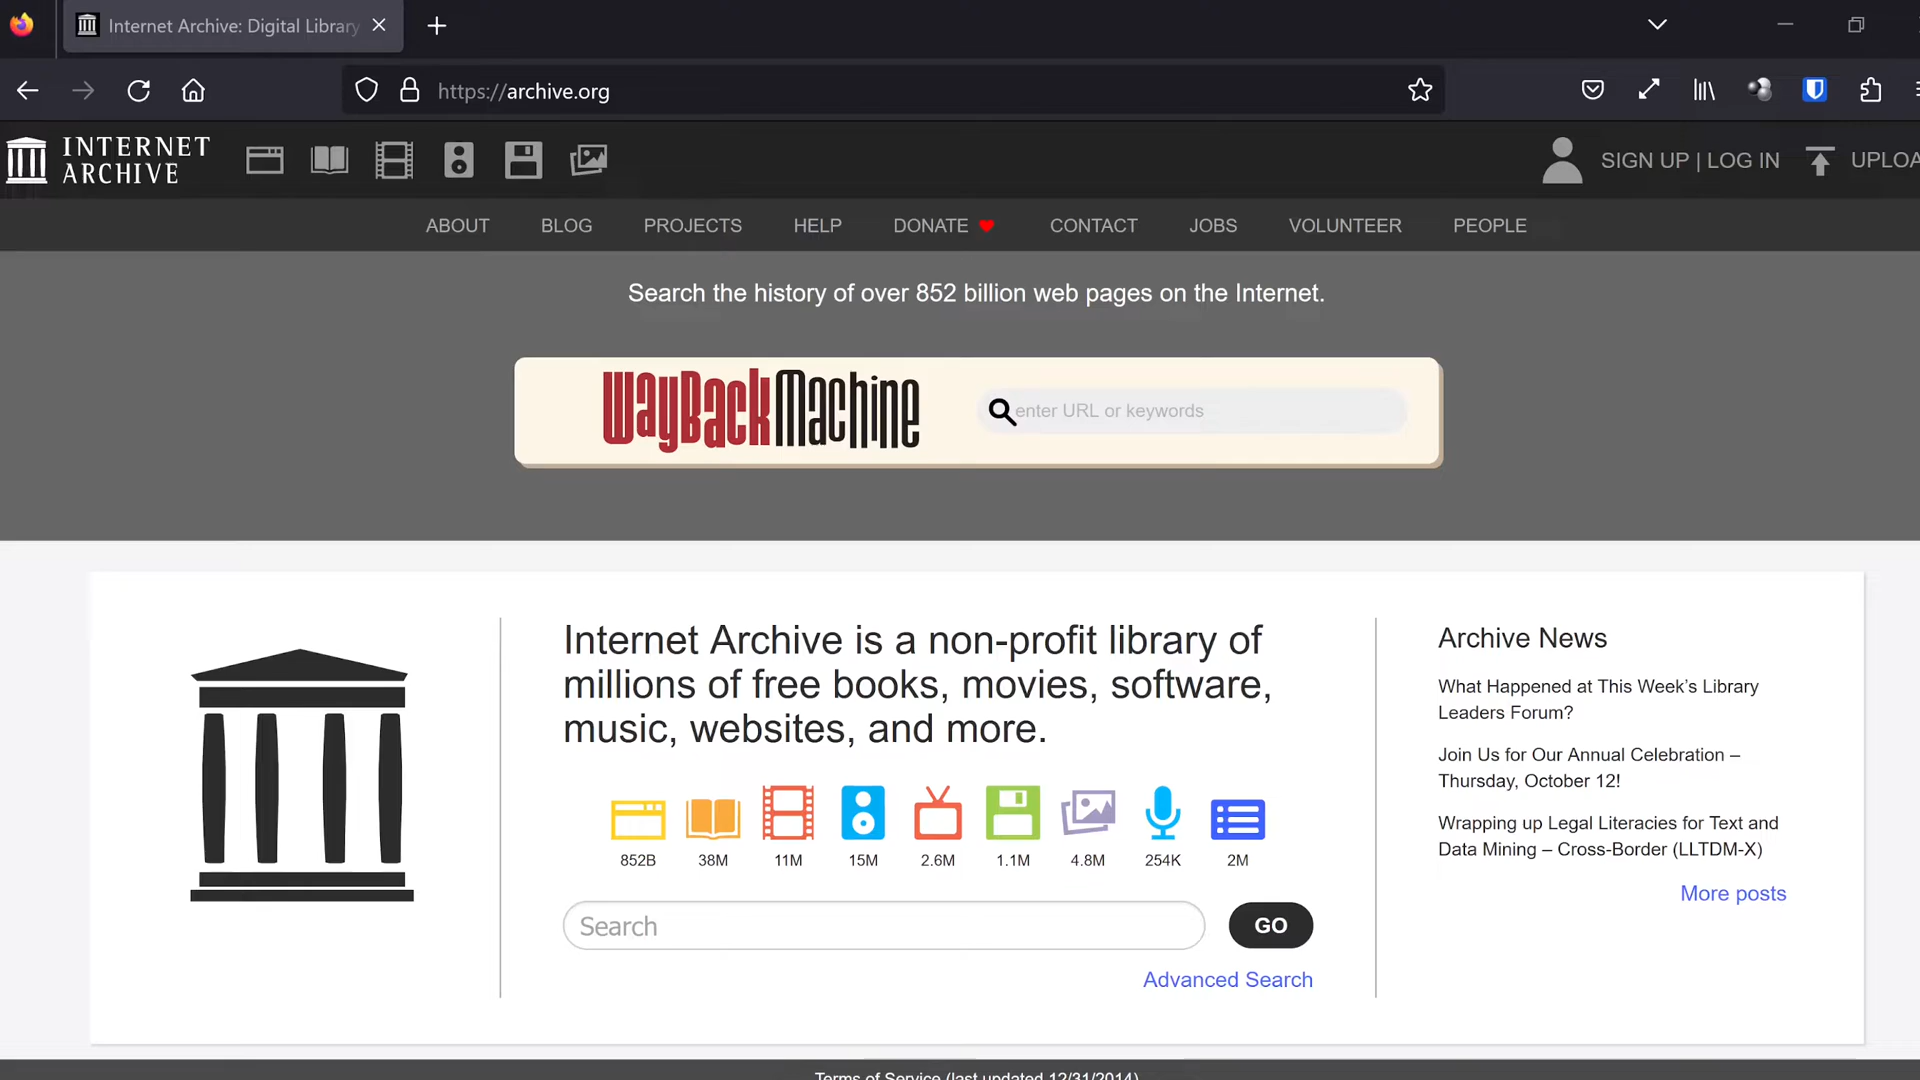 Internet Archive: Digital Library
https://archive.org
INTERNET
ARCHIVE
SIGN UP | LOG IN
ABOUT BLOG PROJECTS HELP DONATE CONTACT JOBS VOLUNTEER PEOPLE
Search the history of over 852 billion web pages on the Internet.
WayBackMachine
enter URL or keywords
Internet Archive is a non-profit library of
millions of free books, movies, software,
music, websites, and more.
852B 38M 11M 15M 2.6M 1.1M 4.8M 254K 2M
Search
GO
Advanced Search
Archive News
What Happened at This Week’s Library
Leaders Forum?
Join Us for Our Annual Celebration –
Thursday, October 12!
Wrapping up Legal Literacies for Text and
Data Mining – Cross-Border (LLTDM-X)
More posts
Terms of Service (last updated 12/31/2014)